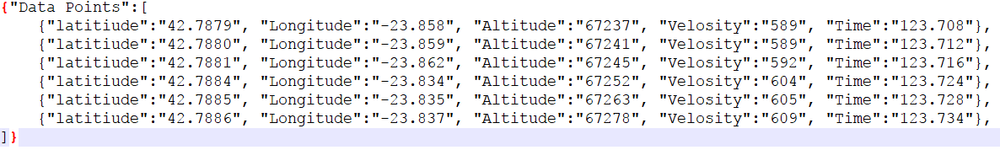 {"Data Points":[
    {"latitiude":"42.7879", "Longitude":"-23.858", "Altitude":"67237", "Velosity":"589", "Time":"123.708"},
    {"latitiude":"42.7880", "Longitude":"-23.859", "Altitude":"67241", "Velosity":"589", "Time":"123.712"},
    {"latitiude":"42.7881", "Longitude":"-23.862", "Altitude":"67245", "Velosity":"592", "Time":"123.716"},
    {"latitiude":"42.7884", "Longitude":"-23.834", "Altitude":"67252", "Velosity":"604", "Time":"123.724"},
    {"latitiude":"42.7885", "Longitude":"-23.835", "Altitude":"67263", "Velosity":"605", "Time":"123.728"},
    {"latitiude":"42.7886", "Longitude":"-23.837", "Altitude":"67278", "Velosity":"609", "Time":"123.734"},
]}